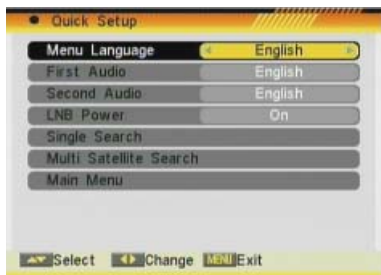 Quick Setup
Menu Language English
First Audio English
Second Audio English
LNB Power On
Single Search
Multi Satellite Search
Main Menu
Select Change MENU Exit